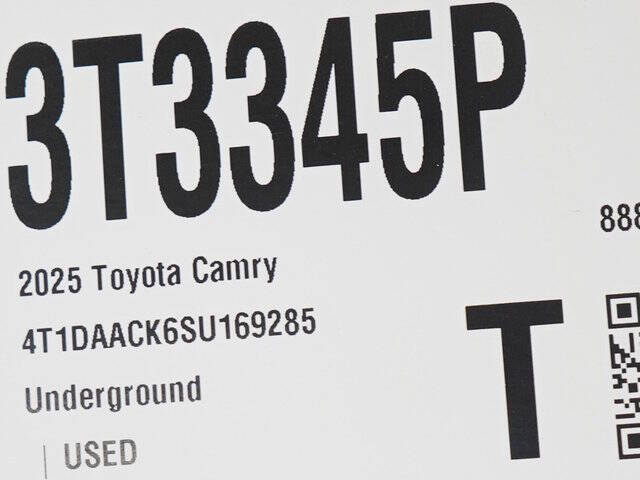 3T3345P
888
2025 Toyota Camry
4T1DAACK6SU169285
T
Underground
USED